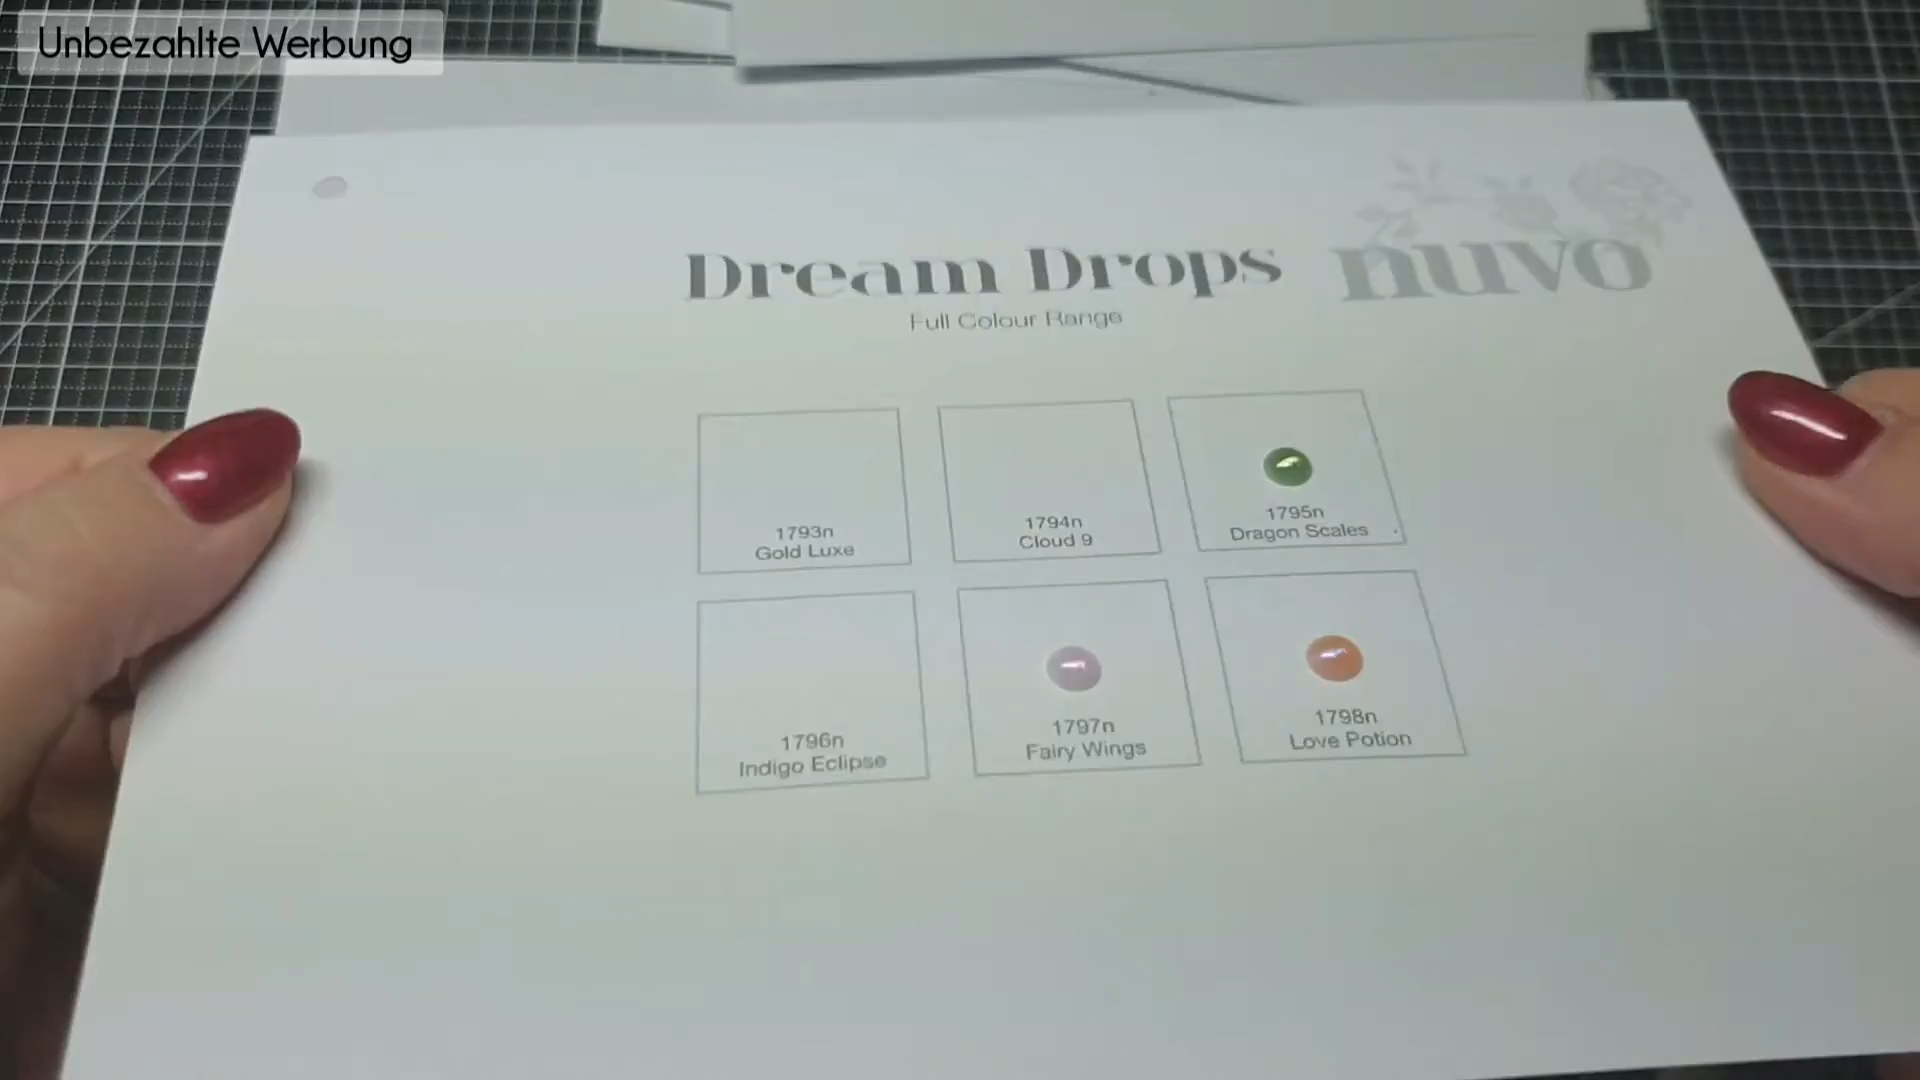 Unbezahlte Werbung
Dream Drops
nuvo
Full Colour Range
1793n
Gold Luxe
1794n
Cloud 9
1795n
Dragon Scales
1796n
Indigo Eclipse
1797n
Fairy Wings
1798n
Love Potion